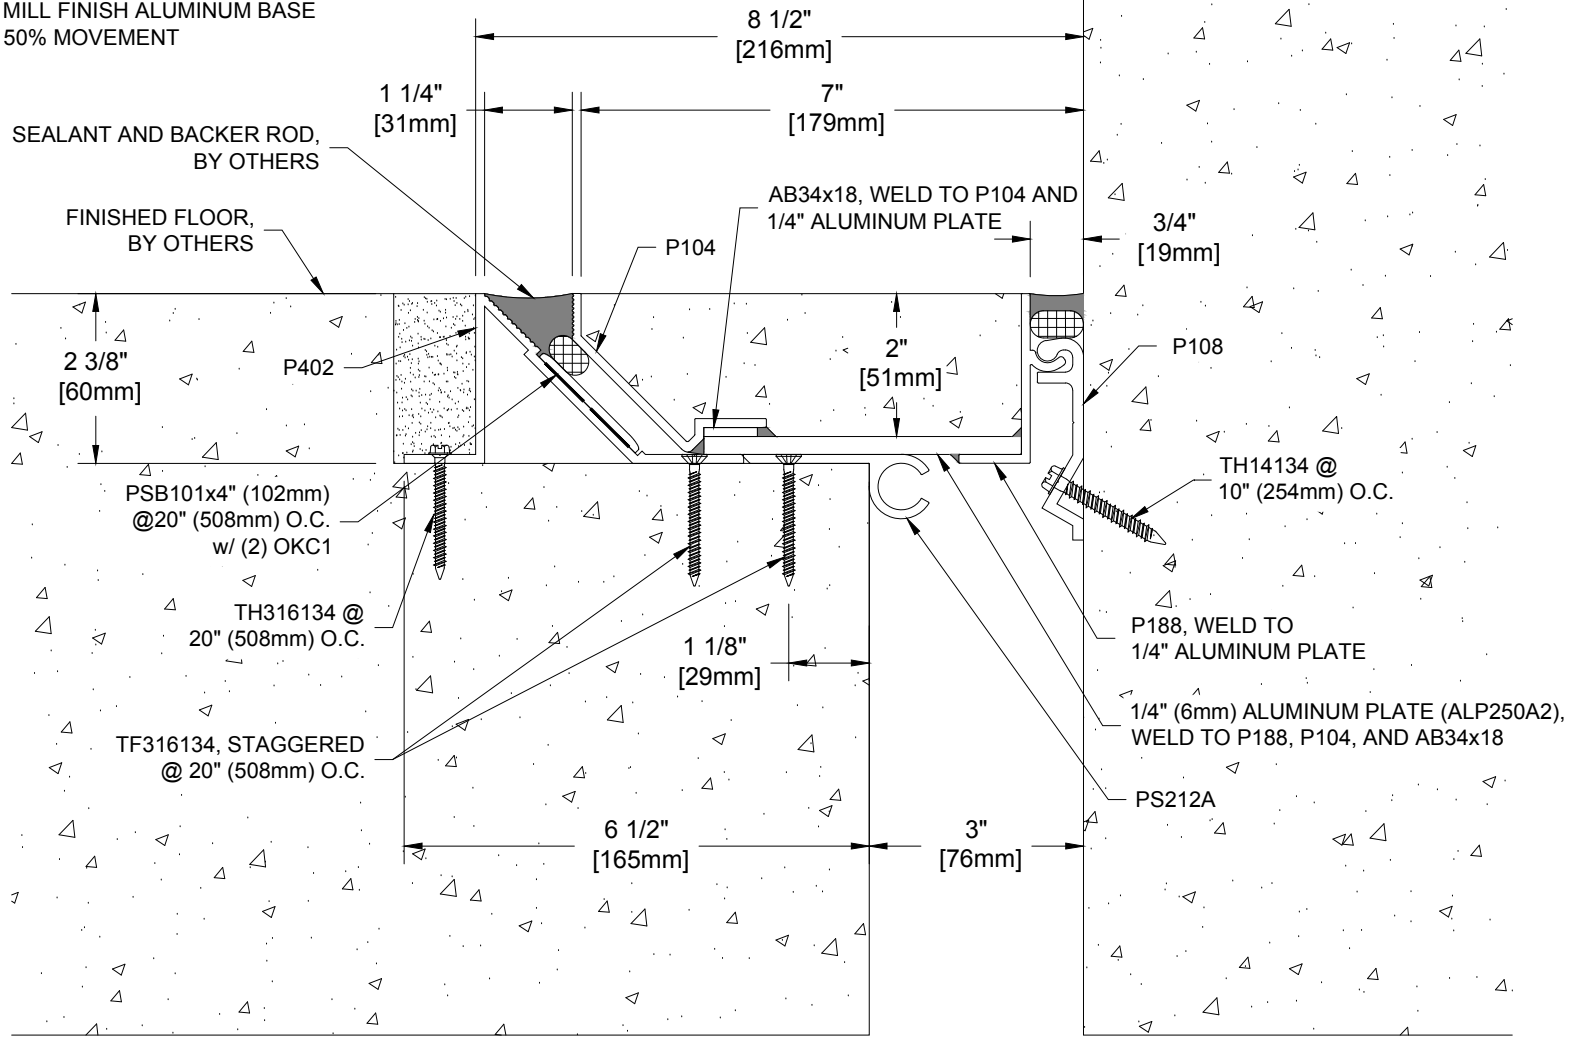 MILL FINISH ALUMINUM BASE
50% MOVEMENT
8 1/2"
[216mm]
1 1/4"
[31mm]
7"
[179mm]
SEALANT AND BACKER ROD,
BY OTHERS
AB34x18, WELD TO P104 AND
1/4" ALUMINUM PLATE
FINISHED FLOOR,
BY OTHERS
P104
3/4"
[19mm]
2 3/8"
[60mm]
P402
2"
[51mm]
P108
PSB101x4" (102mm)
@20" (508mm) O.C.
w/ (2) OKC1
TH14134 @
10" (254mm) O.C.
TH316134 @
20" (508mm) O.C.
1 1/8"
[29mm]
P188, WELD TO
1/4" ALUMINUM PLATE
1/4" (6mm) ALUMINUM PLATE (ALP250A2),
WELD TO P188, P104, AND AB34x18
TF316134, STAGGERED
@ 20" (508mm) O.C.
PS212A
6 1/2"
[165mm]
3"
[76mm]